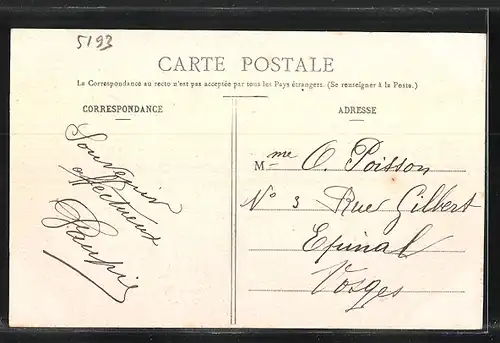 5193
CARTE POSTALE
La Correspondance au recto n'est pas acceptée par tous les Pays étrangers. (Se renseigner à la Poste.)
CORRESPONDANCE
Souvenir
affectueux
ADRESSE
Mme O. Poisson
N° 3 Rue Gilbert
Epinal
Vosges